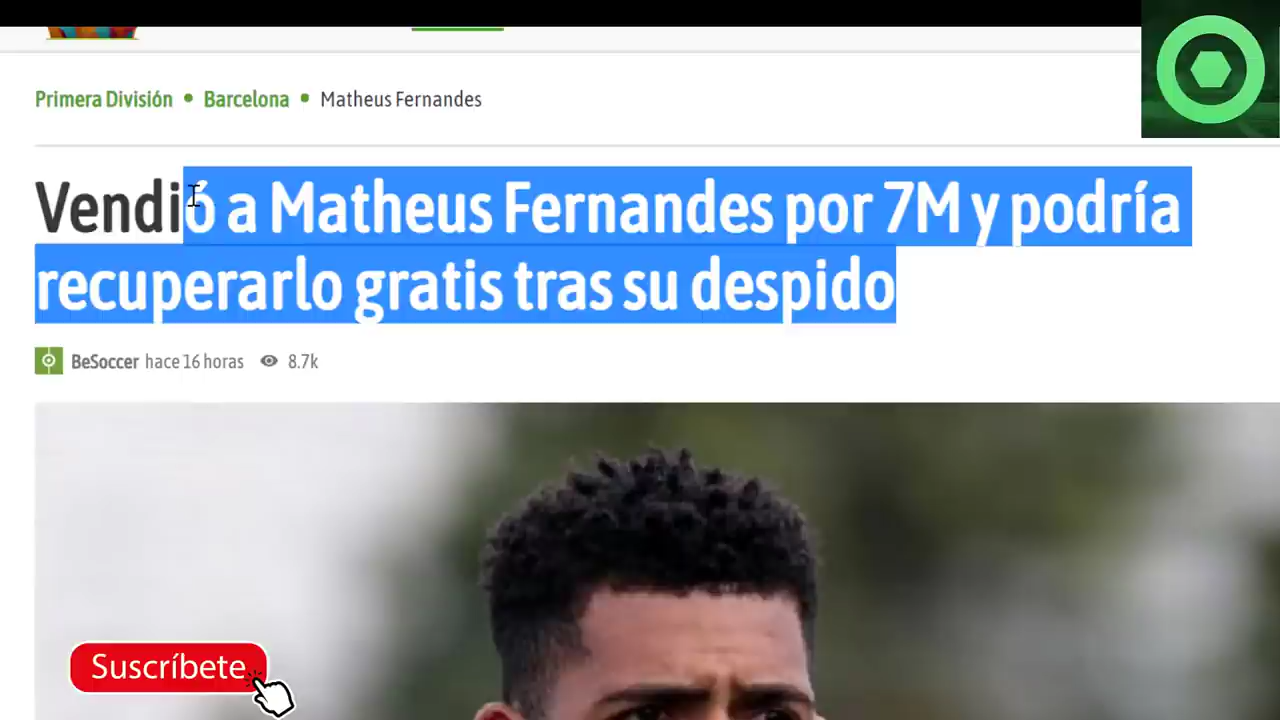 Primera División • Barcelona • Matheus Fernandes
Vendió a Matheus Fernandes por 7M y podría
recuperarlo gratis tras su despido
BeSoccer hace 16 horas 8.7k
Suscríbete